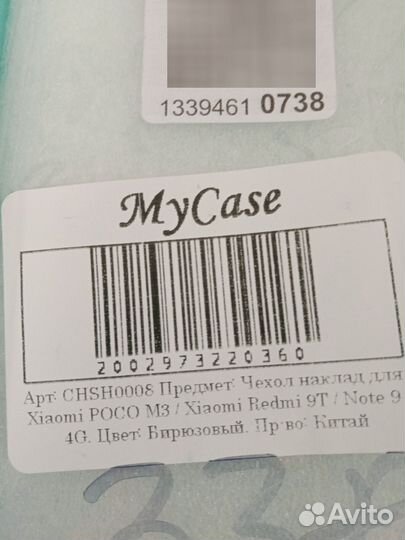 1339461 0738
MyCase
2002973220360
Арт: CHSH0008 Предмет: Чехол наклад для
Xiaomi POCO M3 / Xiaomi Redmi 9T / Note 9
4G. Цвет: Бирюзовый. Пр-во: Китай
Avito